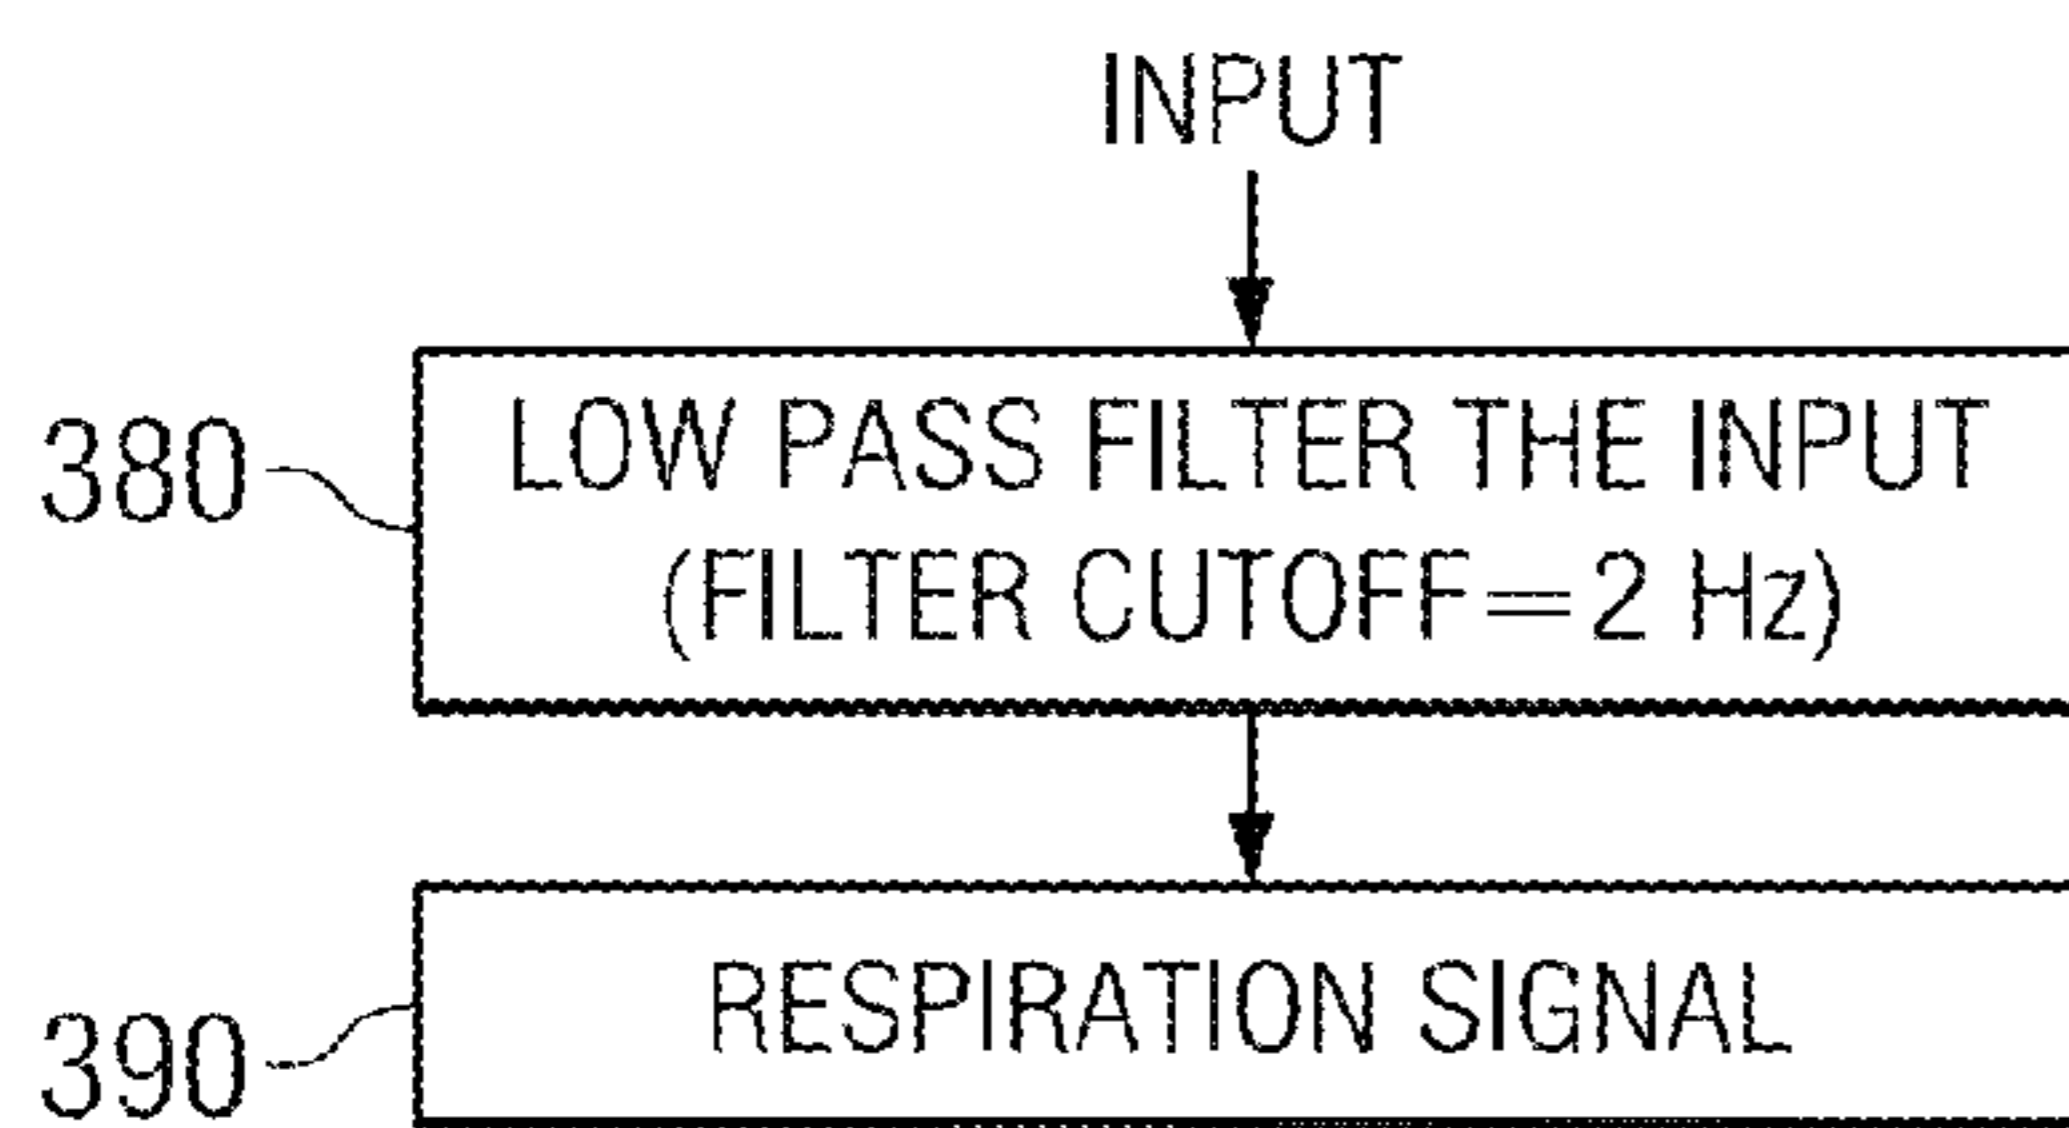 INPUT
380
LOW PASS FILTER THE INPUT
(FILTER CUTOFF=2 Hz)
390
RESPIRATION SIGNAL